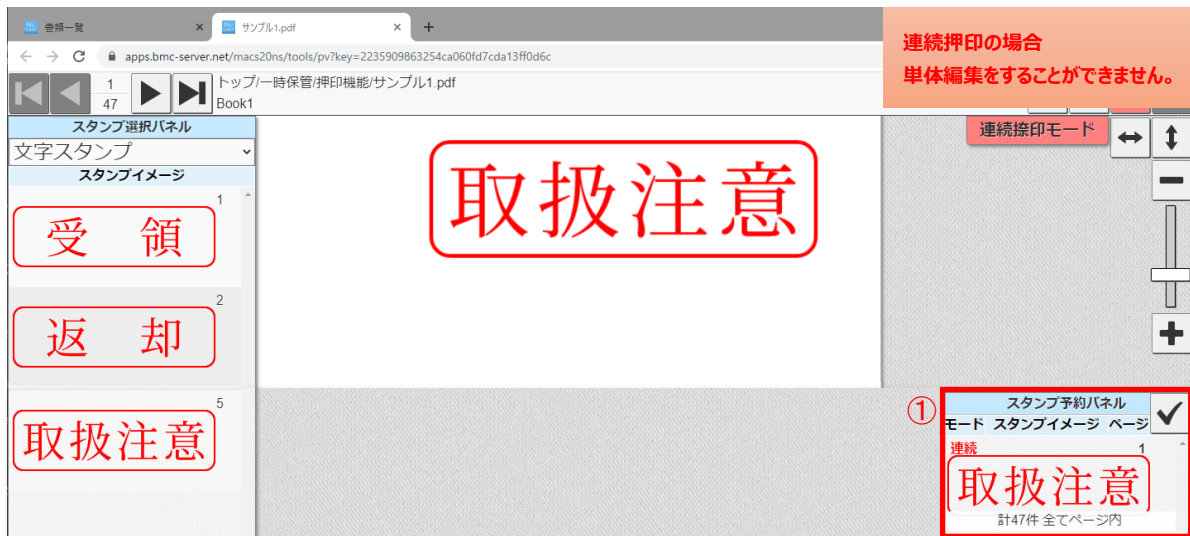 書類一覧
サンプル1.pdf
apps.bmc-server.net/macs20ns/tools/pv?key=2235909863254ca060fd7cda13ff0d6c
連続押印の場合
単体編集をすることができません。
1
47
トップ/一時保管/押印機能/サンプル1.pdf
Book1
スタンプ選択パネル
文字スタンプ
スタンプイメージ
1
受 領
2
返 却
5
取扱注意
取扱注意
連続捺印モード
①
スタンプ予約パネル
モード スタンプイメージ ページ
連続 1
取扱注意
計47件 全てページ内